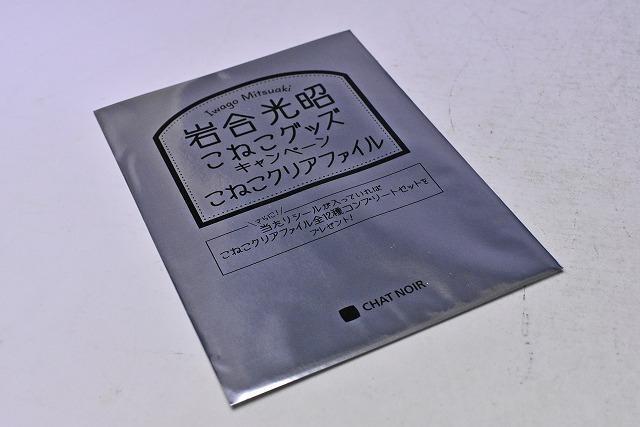 Iwago Mitsuaki
岩合光昭
こねこグッズ
キャンペーン
こねこクリアファイル
さらに!
当たりシールが入っていれば
こねこクリアファイル全12種コンプリートセットを
プレゼント!
CHAT NOIR